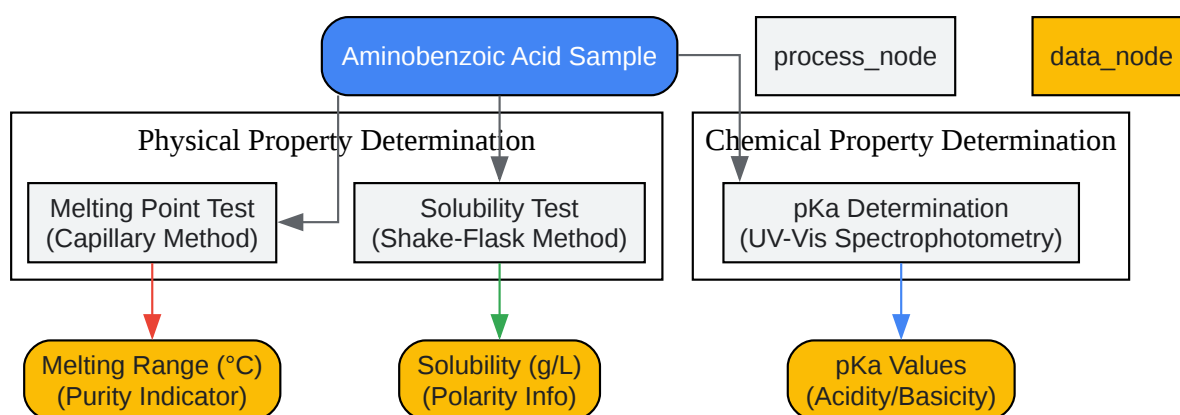 Aminobenzoic Acid Sample
process_node
data_node
Physical Property Determination
Chemical Property Determination
Melting Point Test
(Capillary Method)
Solubility Test
(Shake-Flask Method)
pKa Determination
(UV-Vis Spectrophotometry)
Melting Range (°C)
(Purity Indicator)
Solubility (g/L)
(Polarity Info)
pKa Values
(Acidity/Basicity)